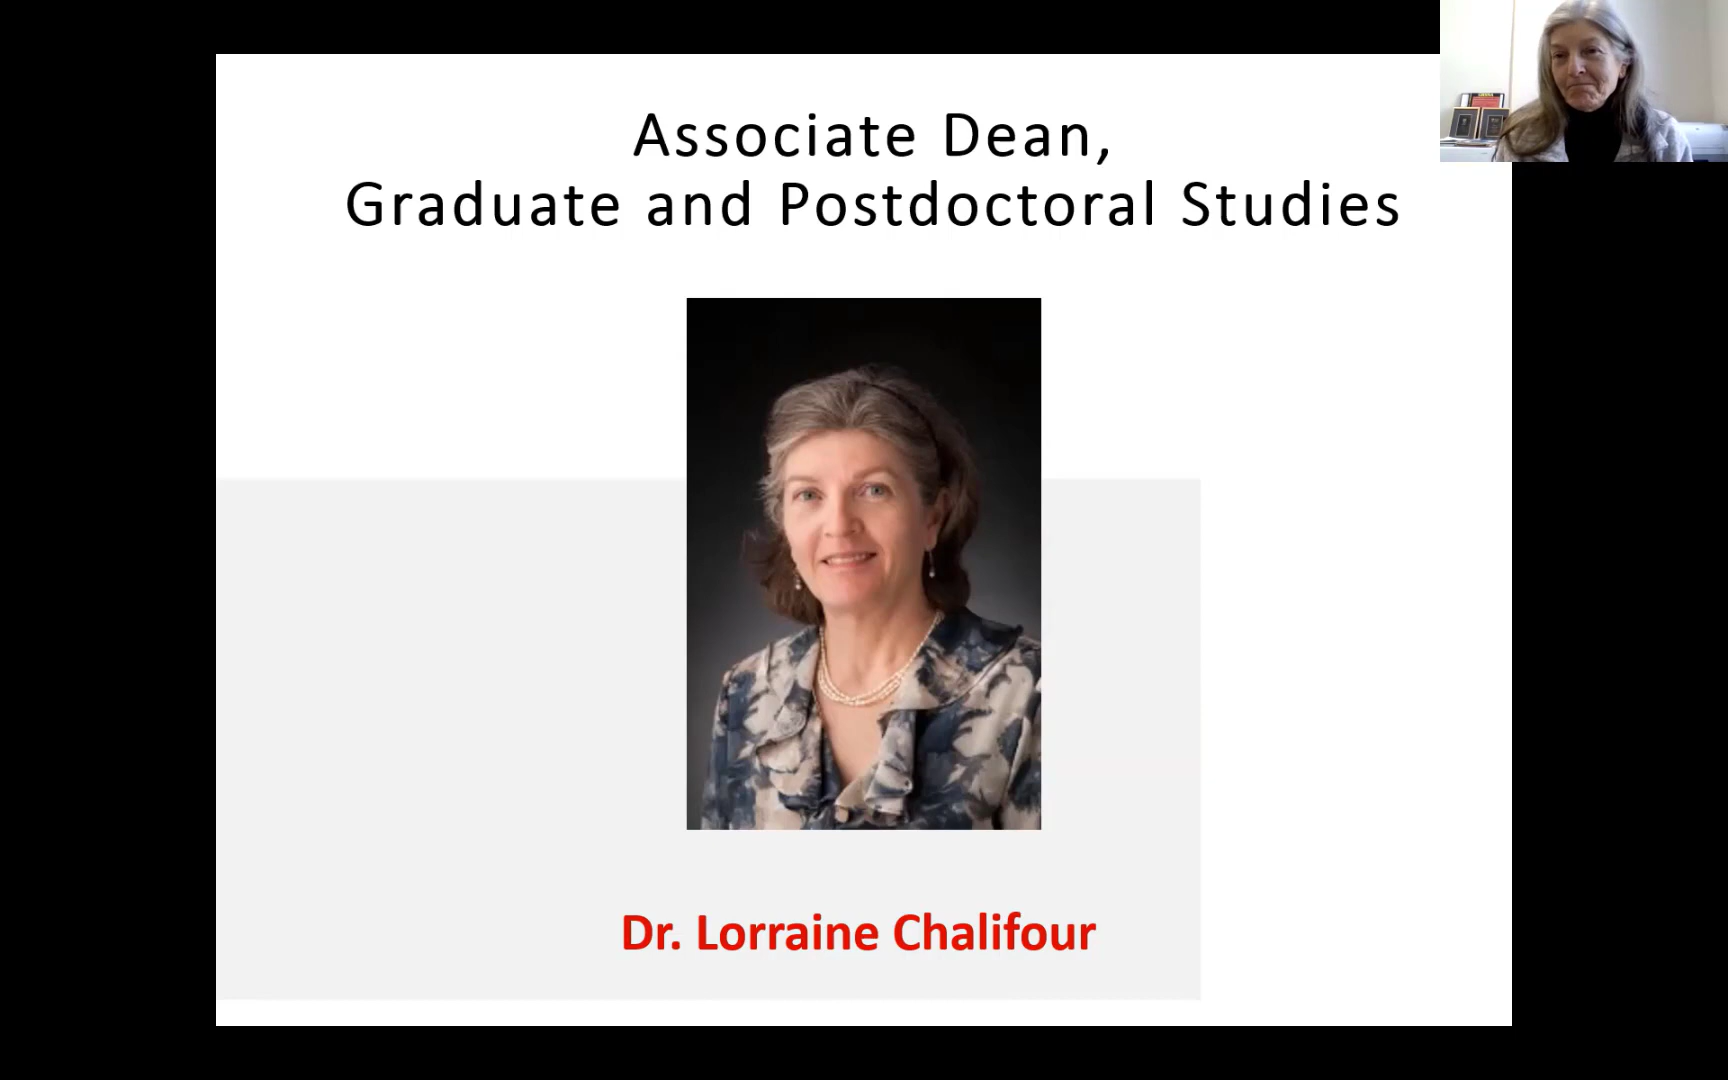 Associate Dean,
Graduate and Postdoctoral Studies
Dr. Lorraine Chalifour